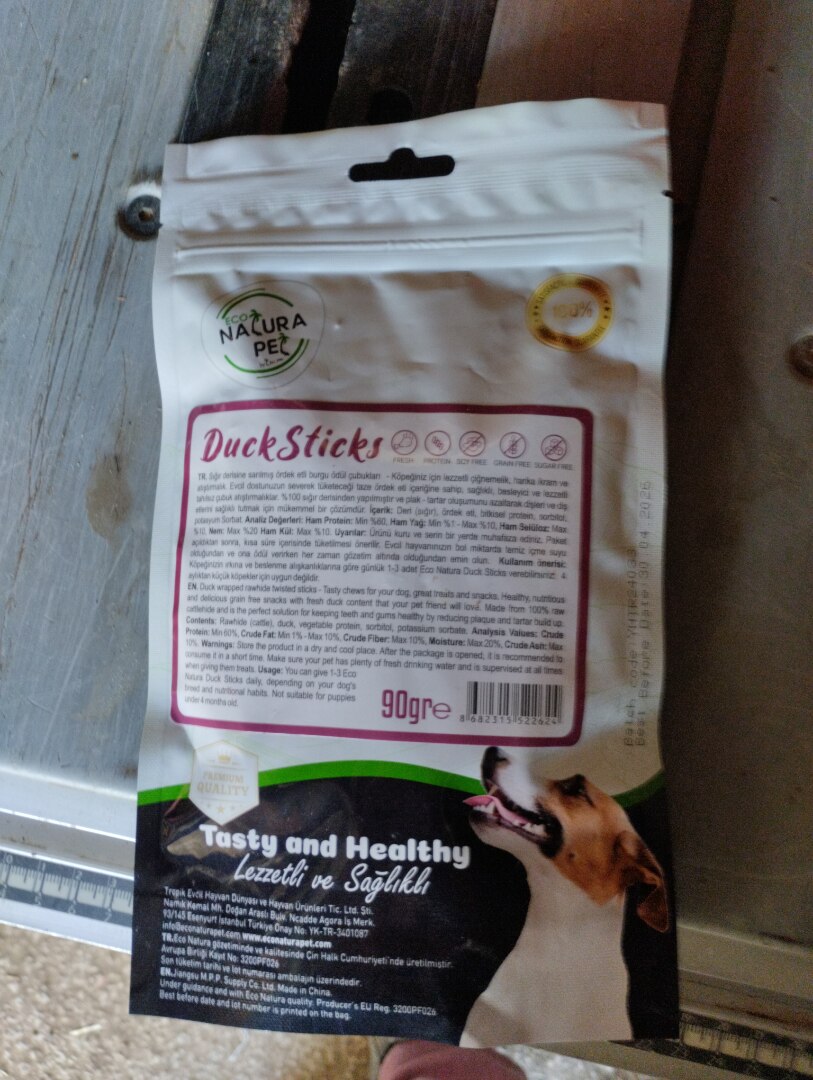 ECO
NATURA
PET
100%
DuckSticks
FRESH PROTEIN SOY FREE GRAIN FREE SUGAR FREE
TR. Sığır derisine sarılmış ördek etli burgu ödül çubukları - Köpeğiniz için lezzetli çiğnemelik, harika ikram ve
atıştırmalık. Evcil dostunuzun severek tüketeceği taze ördek eti içeriğine sahip, sağlıklı, besleyici ve lezzetli
tahılsız çubuk atıştırmalıklar. %100 sığır derisinden yapılmıştır ve plak - tartar oluşumunu azaltarak dişleri ve diş
etlerini sağlıklı tutmak için mükemmel bir çözümdür. İçerik: Deri (sığır), ördek eti, bitkisel protein, sorbitol,
potasyum Sorbat. Analiz Değerleri: Ham Protein: Min %60, Ham Yağ: Min %1 - Max %10, Ham Selüloz: Max
%10, Nem: Max %20 Ham Kül: Max %10. Uyarılar: Ürünü kuru ve serin bir yerde muhafaza ediniz. Paket
açıldıktan sonra, kısa süre içerisinde tüketilmesi önerilir. Evcil hayvanınızın bol miktarda temiz içme suyu
olduğundan ve ona ödül verirken her zaman gözetim altında olduğundan emin olun. Kullanım önerisi:
Köpeğinizin ırkına ve beslenme alışkanlıklarına göre günlük 1-3 adet Eco Natura Duck Sticks verebilirsiniz. 4
aylıktan küçük köpekler için uygun değildir.
EN. Duck wrapped rawhide twisted sticks - Tasty chews for your dog, great treats and snacks. Healthy, nutritious
and delicious grain free snacks with fresh duck content that your pet friend will love. Made from 100% raw
cattlehide and is the perfect solution for keeping teeth and gums healthy by reducing plaque and tartar build up.
Contents: Rawhide (cattle), duck, vegetable protein, sorbitol, potassium sorbate. Analysis Values: Crude
Protein: Min 60%, Crude Fat: Min 1% - Max 10%, Crude Fiber: Max 10%, Moisture: Max 20%, Crude Ash: Max
10%. Warnings: Store the product in a dry and cool place. After the package is opened, it is recommended to
consume it in a short time. Make sure your pet has plenty of fresh drinking water and is supervised at all times
when giving them treats. Usage: You can give 1-3 Eco
Natura Duck Sticks daily, depending on your dog's
breed and nutritional habits. Not suitable for puppies
under 4 months old.
90gr e
8 682315 522624
Batch code
Best Before Date 30 04 2026
PREMIUM
QUALITY
Tasty and Healthy
Lezzetli ve Sağlıklı
Tropik Evcil Hayvan Dünyası ve Hayvan Ürünleri Tic. Ltd. Şti.
Namık Kemal Mh. Doğan Araslı Bulv. Ncadde Agora İş Merk.
93/145 Esenyurt İstanbul Türkiye Onay No: YK-TR-3401087
info@econaturapet.com www.econaturapet.com
TR.Eco Natura gözetiminde ve kalitesinde Çin Halk Cumhuriyeti'nde üretilmiştir.
Avrupa Birliği Kayıt No: 3200PF026
Son tüketim tarihi ve lot numarası ambalajın üzerindedir.
EN.Jiangsu M.P.P. Supply Co. Ltd. Made in China.
Under guidance and with Eco Natura quality. Producer's EU Reg. 3200PF026
Best before date and lot number is printed on the bag.